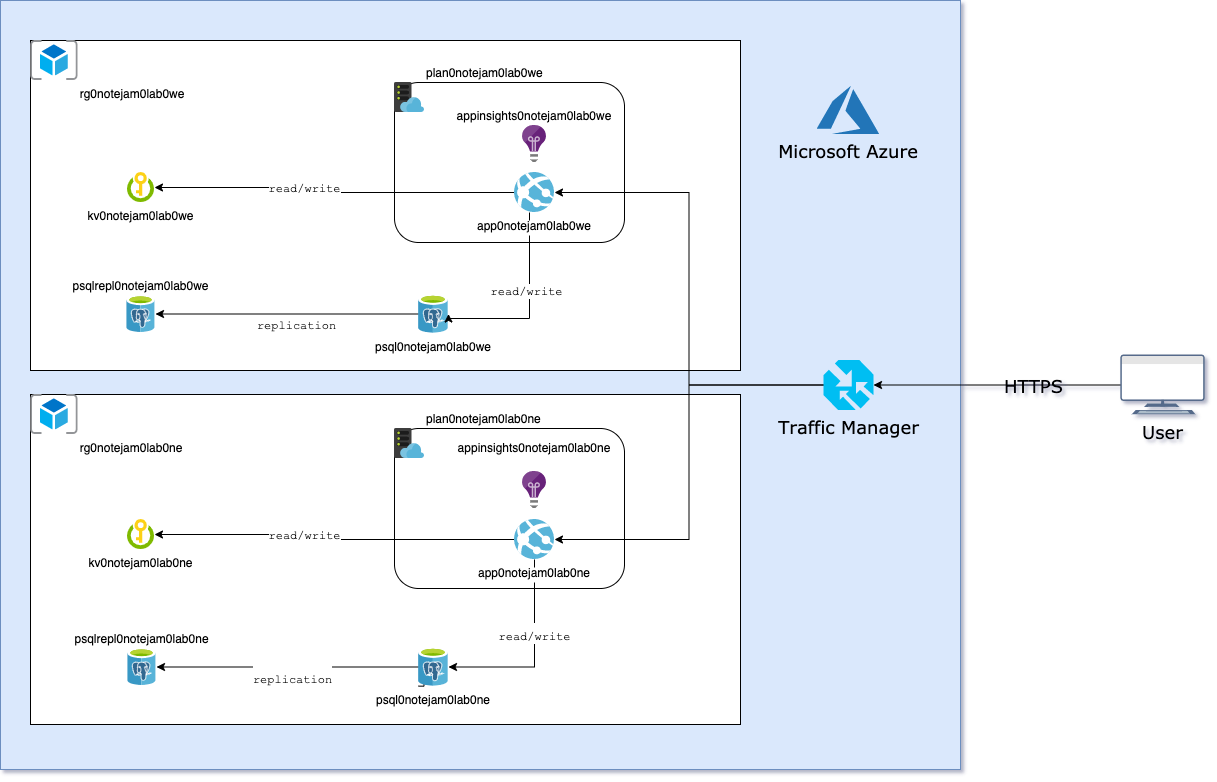 plan0notejam0lab0we
rg0notejam0lab0we
appinsights0notejam0lab0we
Microsoft Azure
read/write
kv0notejam0lab0we
app0notejam0lab0we
psqlrepl0notejam0lab0we
read/write
replication
psql0notejam0lab0we
HTTPS
Traffic Manager
User
plan0notejam0lab0ne
rg0notejam0lab0ne
appinsights0notejam0lab0ne
read/write
kv0notejam0lab0ne
app0notejam0lab0ne
psqlrepl0notejam0lab0ne
read/write
replication
psql0notejam0lab0ne